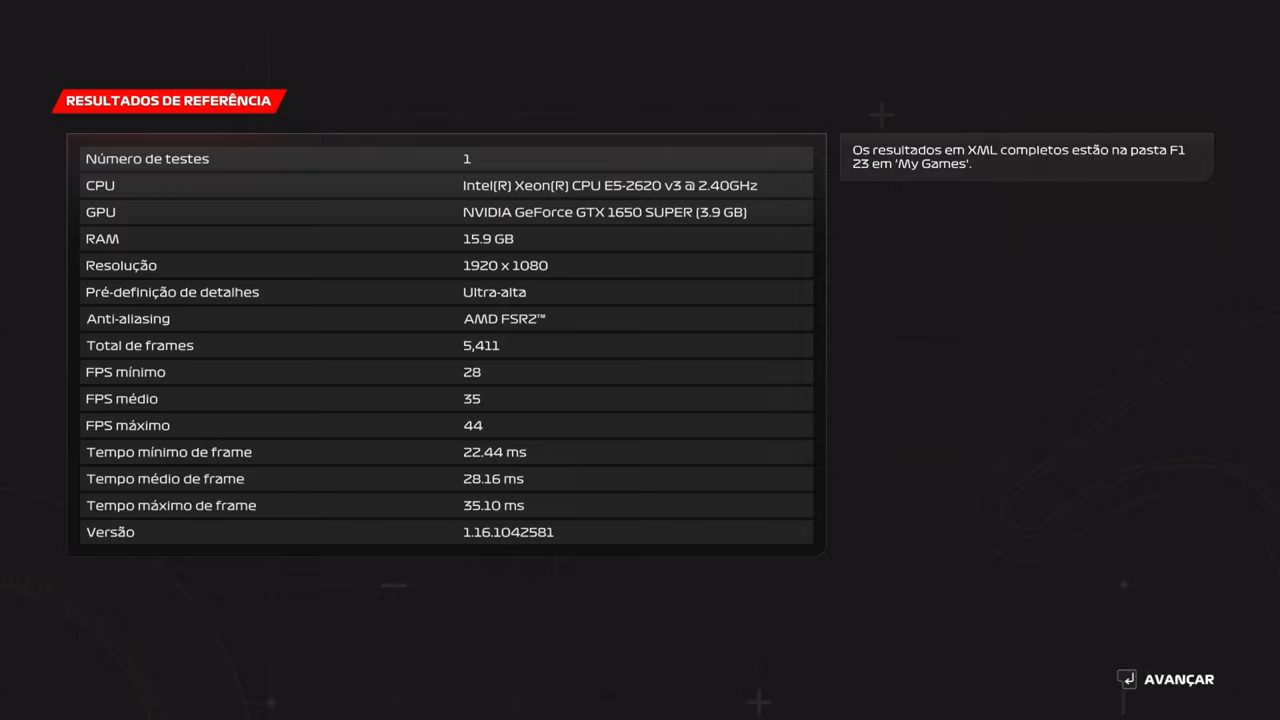 RESULTADOS DE REFERÊNCIA
Número de testes 1
CPU Intel(R) Xeon(R) CPU E5-2620 v3 @ 2.40GHz
GPU NVIDIA GeForce GTX 1650 SUPER (3.9 GB)
RAM 15.9 GB
Resolução 1920 x 1080
Pré-definição de detalhes Ultra-alta
Anti-aliasing AMD FSR2™
Total de frames 5,411
FPS mínimo 28
FPS médio 35
FPS máximo 44
Tempo mínimo de frame 22.44 ms
Tempo médio de frame 28.16 ms
Tempo máximo de frame 35.10 ms
Versão 1.16.1042581
Os resultados em XML completos estão na pasta F1
23 em 'My Games'.
AVANÇAR